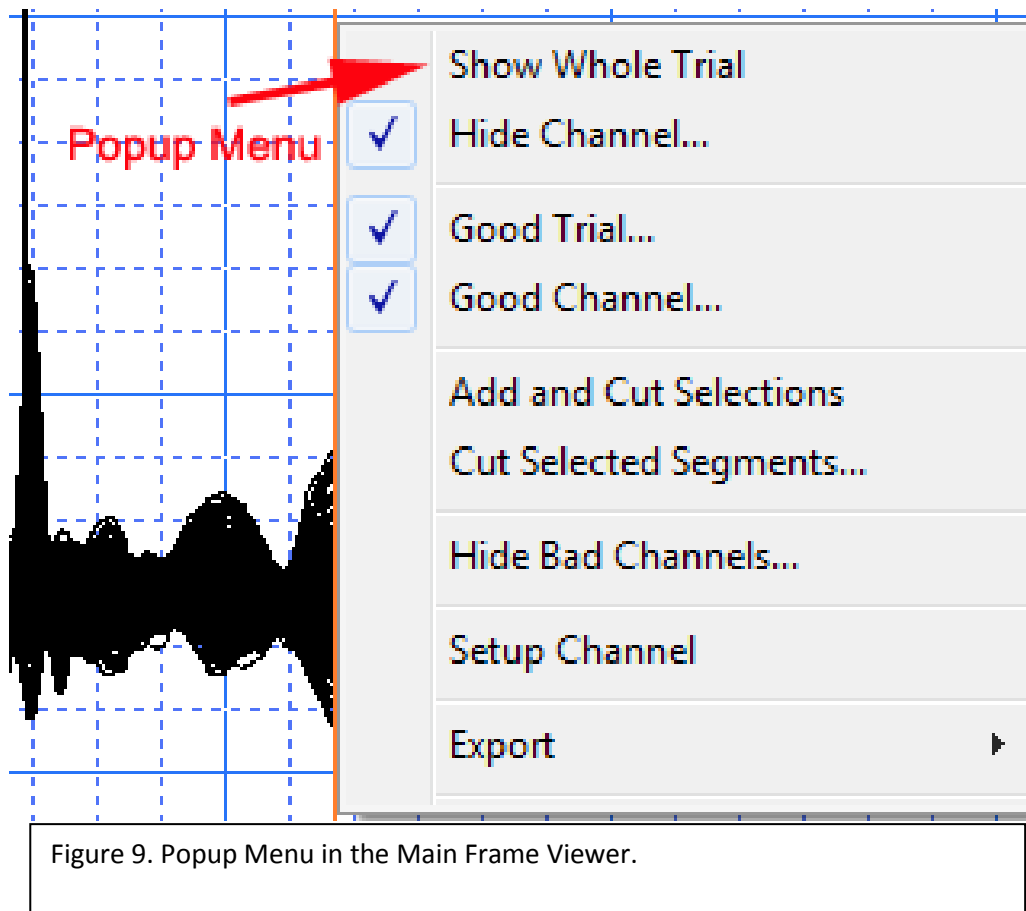 Show Whole Trial
Popup Menu
Hide Channel...
Good Trial...
Good Channel...
Add and Cut Selections
Cut Selected Segments...
Hide Bad Channels...
Setup Channel
Export
Figure 9. Popup Menu in the Main Frame Viewer.